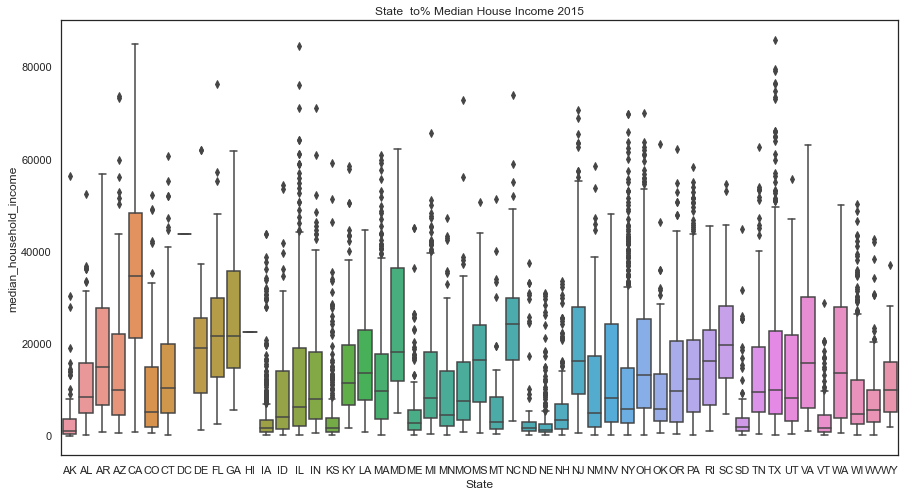 State  to% Median House Income 2015
median_household_income
80000
60000
40000
20000
0
AK AL AR AZ CA CO CT DC DE FL GA HI IA ID IL IN KS KY LA MA MD ME MI MN MO MS MT NC ND NE NH NJ NM NV NY OH OK OR PA RI SC SD TN TX UT VA VT WA WI WV WY
State